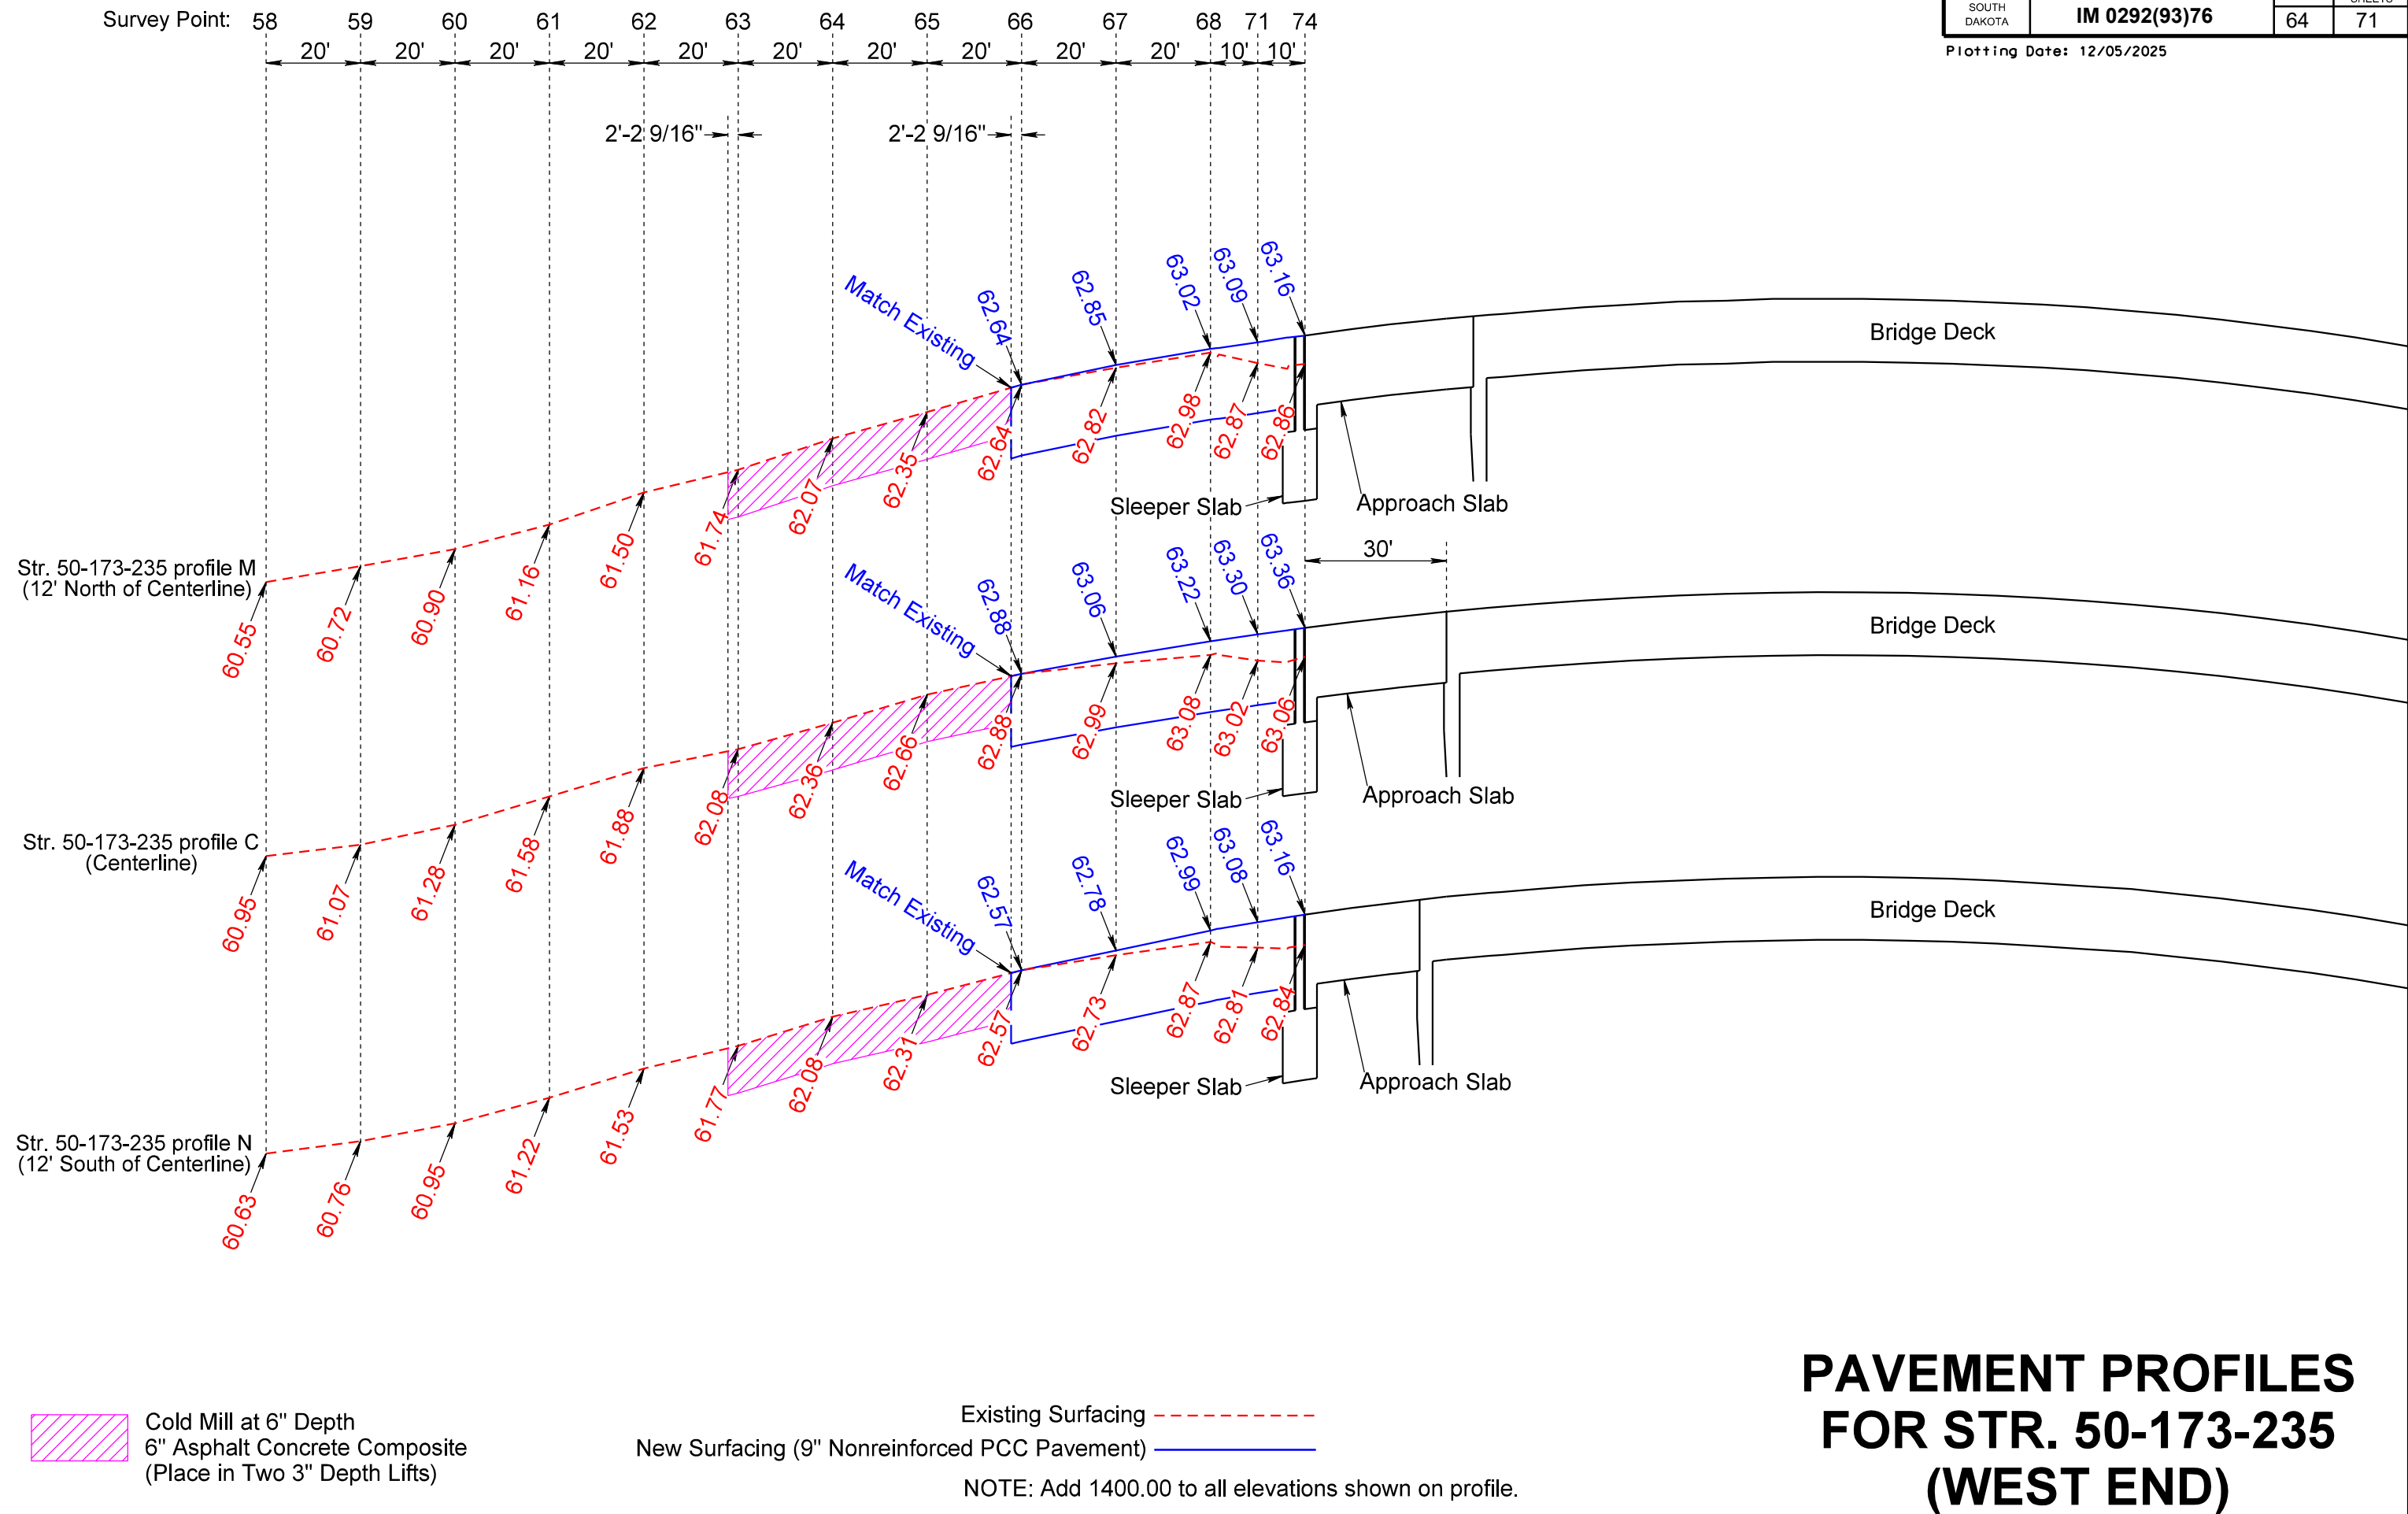 Survey Point: 58 59 60 61 62 63 64 65 66 67 68 71 74
20' 20' 20' 20' 20' 20' 20' 20' 20' 20' 10' 10'
SOUTH
DAKOTA
IM 0292(93)76
64
71
Plotting Date: 12/05/2025
2'-2 9/16" 2'-2 9/16"
Match Existing
62.64
62.85
63.02
63.09
63.16
Bridge Deck
60.55
60.72
60.90
61.16
61.50
61.74
62.07
62.35
62.64
62.82
62.98
62.87
62.86
Sleeper Slab
Approach Slab
Str. 50-173-235 profile M
(12' North of Centerline)
30'
Match Existing
62.88
63.06
63.22
63.30
63.36
Bridge Deck
60.95
61.07
61.28
61.58
61.88
62.08
62.36
62.66
62.88
62.99
63.08
63.02
63.06
Sleeper Slab
Approach Slab
Str. 50-173-235 profile C
(Centerline)
Match Existing
62.57
62.78
62.99
63.08
63.16
Bridge Deck
60.63
60.76
60.95
61.22
61.53
61.77
62.08
62.31
62.57
62.73
62.87
62.81
62.84
Sleeper Slab
Approach Slab
Str. 50-173-235 profile N
(12' South of Centerline)
Cold Mill at 6" Depth
6" Asphalt Concrete Composite
(Place in Two 3" Depth Lifts)
Existing Surfacing
New Surfacing (9" Nonreinforced PCC Pavement)
NOTE: Add 1400.00 to all elevations shown on profile.
PAVEMENT PROFILES
FOR STR. 50-173-235
(WEST END)